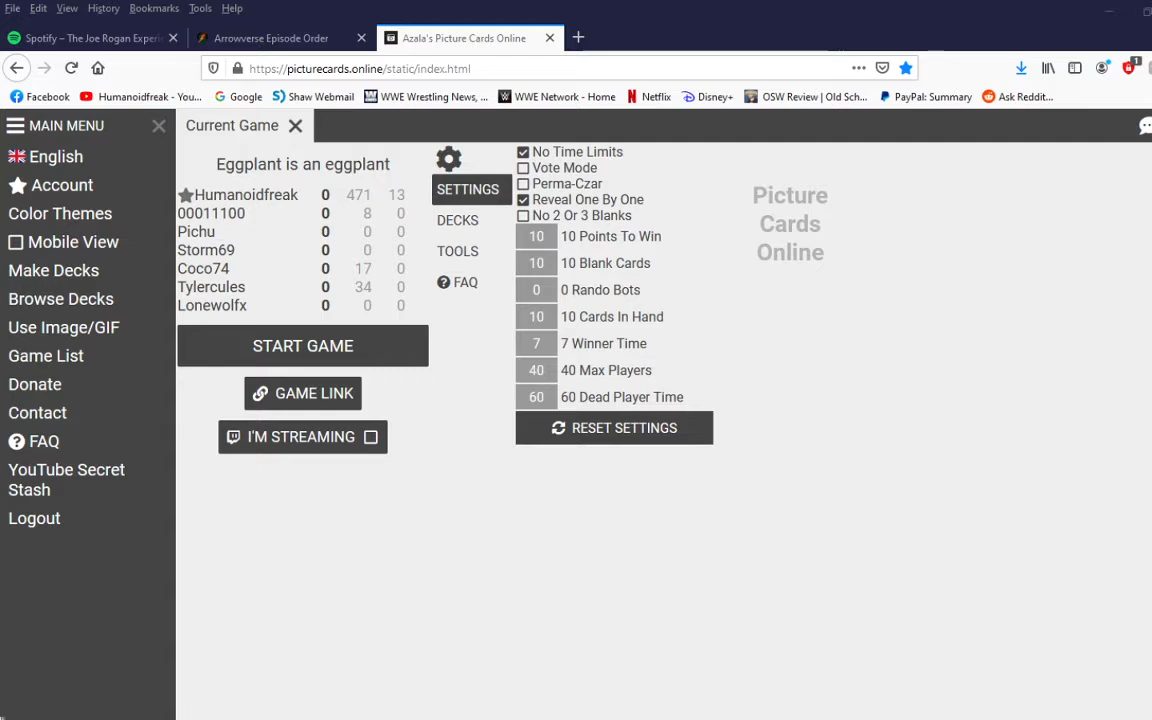 File Edit View History Bookmarks Tools Help
Spotify – The Joe Rogan Experi
Arrowverse Episode Order
Azala's Picture Cards Online
https://picturecards.online/static/index.html
1
Facebook
Humanoidfreak - You...
Google
Shaw Webmail
WWE Wrestling News, ...
WWE Network - Home
Netflix
Disney+
OSW Review | Old Sch...
PayPal: Summary
Ask Reddit...
MAIN MENU
English
Account
Color Themes
Mobile View
Make Decks
Browse Decks
Use Image/GIF
Game List
Donate
Contact
FAQ
YouTube Secret
Stash
Logout
Current Game
Eggplant is an eggplant
Humanoidfreak 0 471 13
00011100 0 8 0
Pichu 0 0 0
Storm69 0 0 0
Coco74 0 17 0
Tylercules 0 34 0
Lonewolfx 0 0 0
START GAME
GAME LINK
I'M STREAMING
SETTINGS
DECKS
TOOLS
FAQ
No Time Limits
Vote Mode
Perma-Czar
Reveal One By One
No 2 Or 3 Blanks
10 10 Points To Win
10 10 Blank Cards
0 0 Rando Bots
10 10 Cards In Hand
7 7 Winner Time
40 40 Max Players
60 60 Dead Player Time
RESET SETTINGS
Picture
Cards
Online